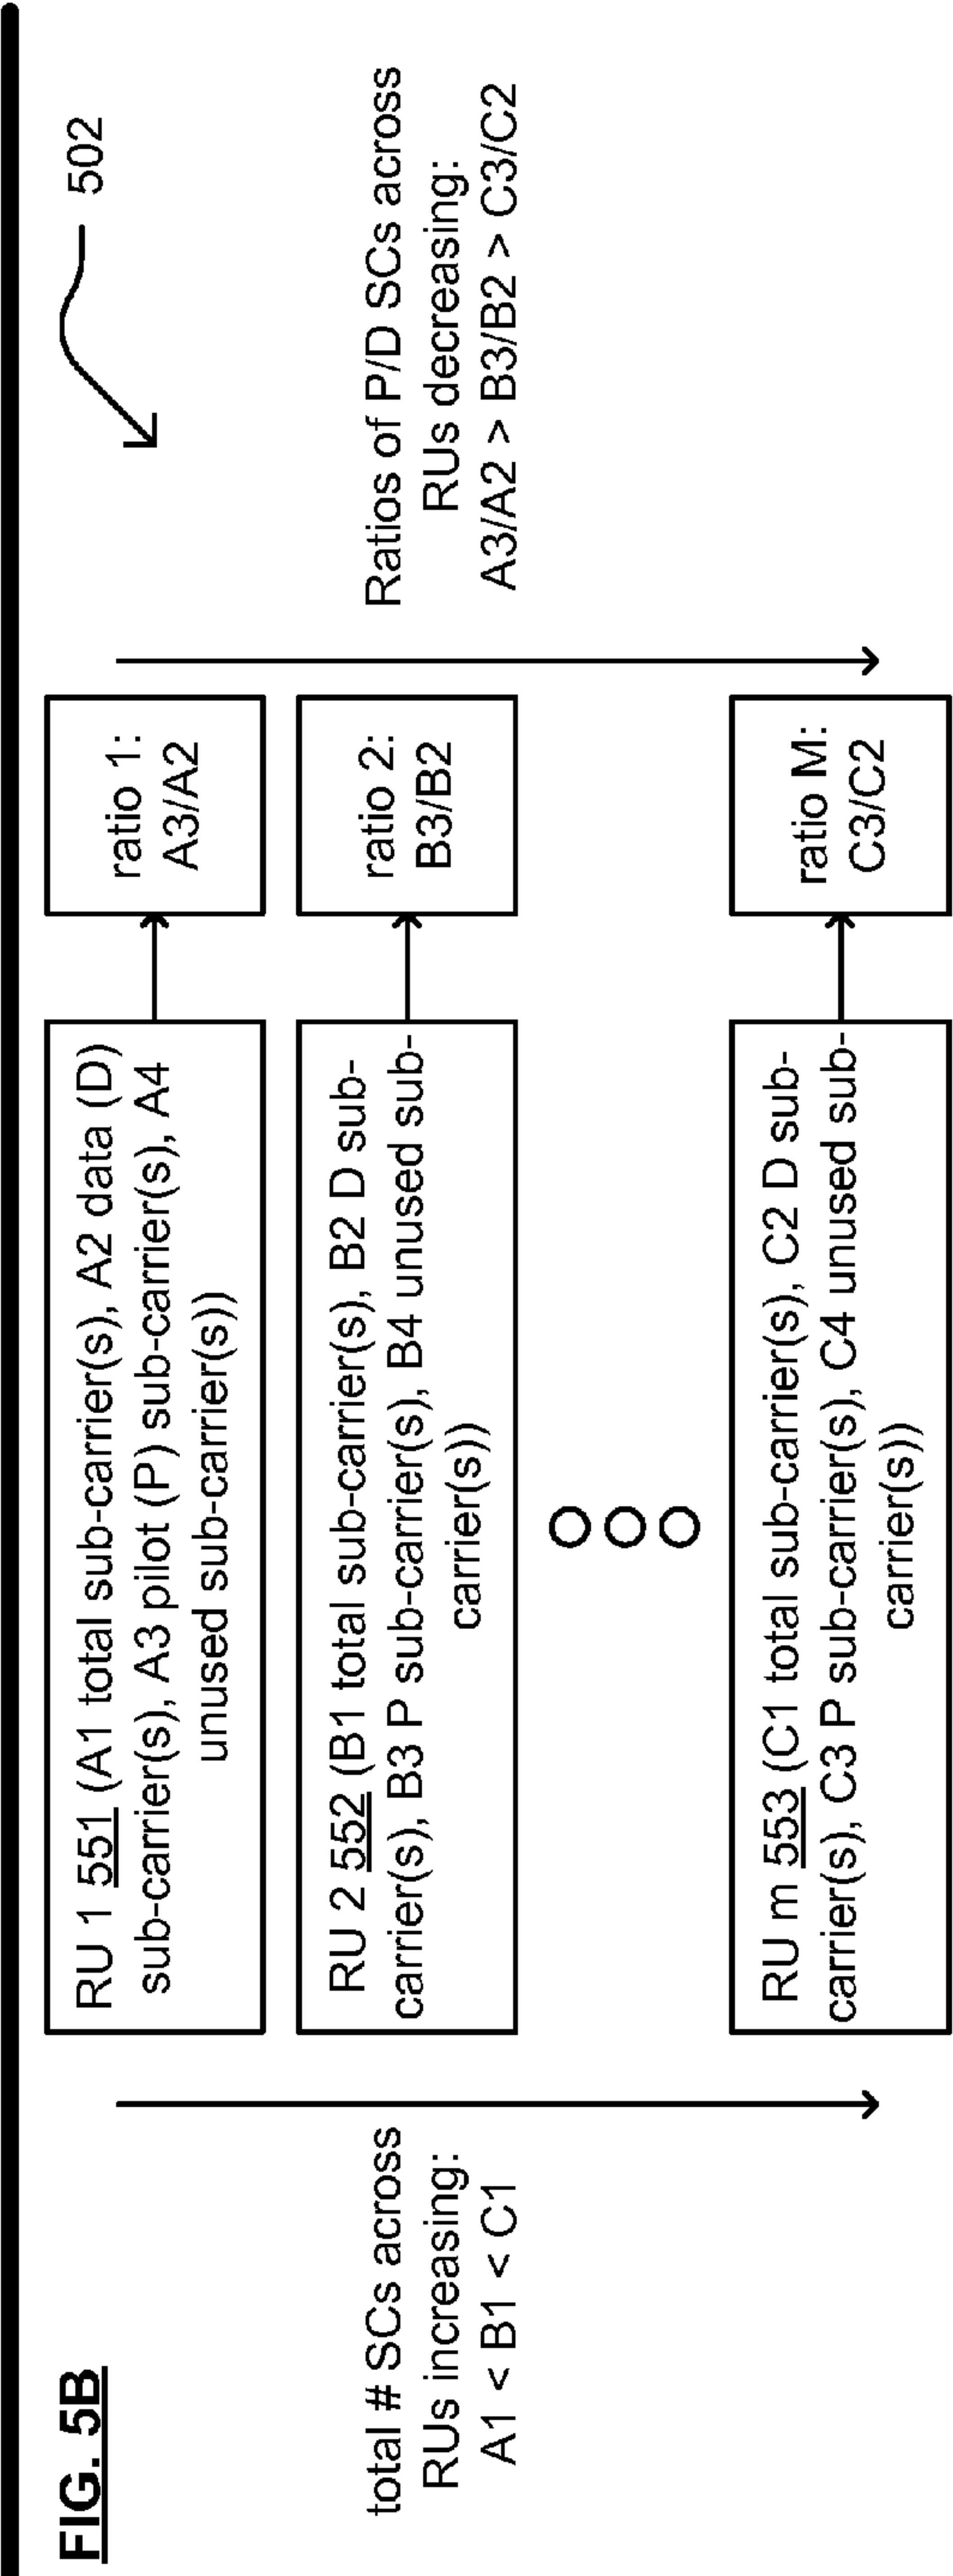 FIG. 5B
502
total # SCs across
RUs increasing:
A1 < B1 < C1
RU 1 551 (A1 total sub-carrier(s), A2 data (D)
sub-carrier(s), A3 pilot (P) sub-carrier(s), A4
unused sub-carrier(s))
ratio 1:
A3/A2
RU 2 552 (B1 total sub-carrier(s), B2 D sub-
carrier(s), B3 P sub-carrier(s), B4 unused sub-
carrier(s))
ratio 2:
B3/B2
RU m 553 (C1 total sub-carrier(s), C2 D sub-
carrier(s), C3 P sub-carrier(s), C4 unused sub-
carrier(s))
ratio M:
C3/C2
Ratios of P/D SCs across
RUs decreasing:
A3/A2 > B3/B2 > C3/C2